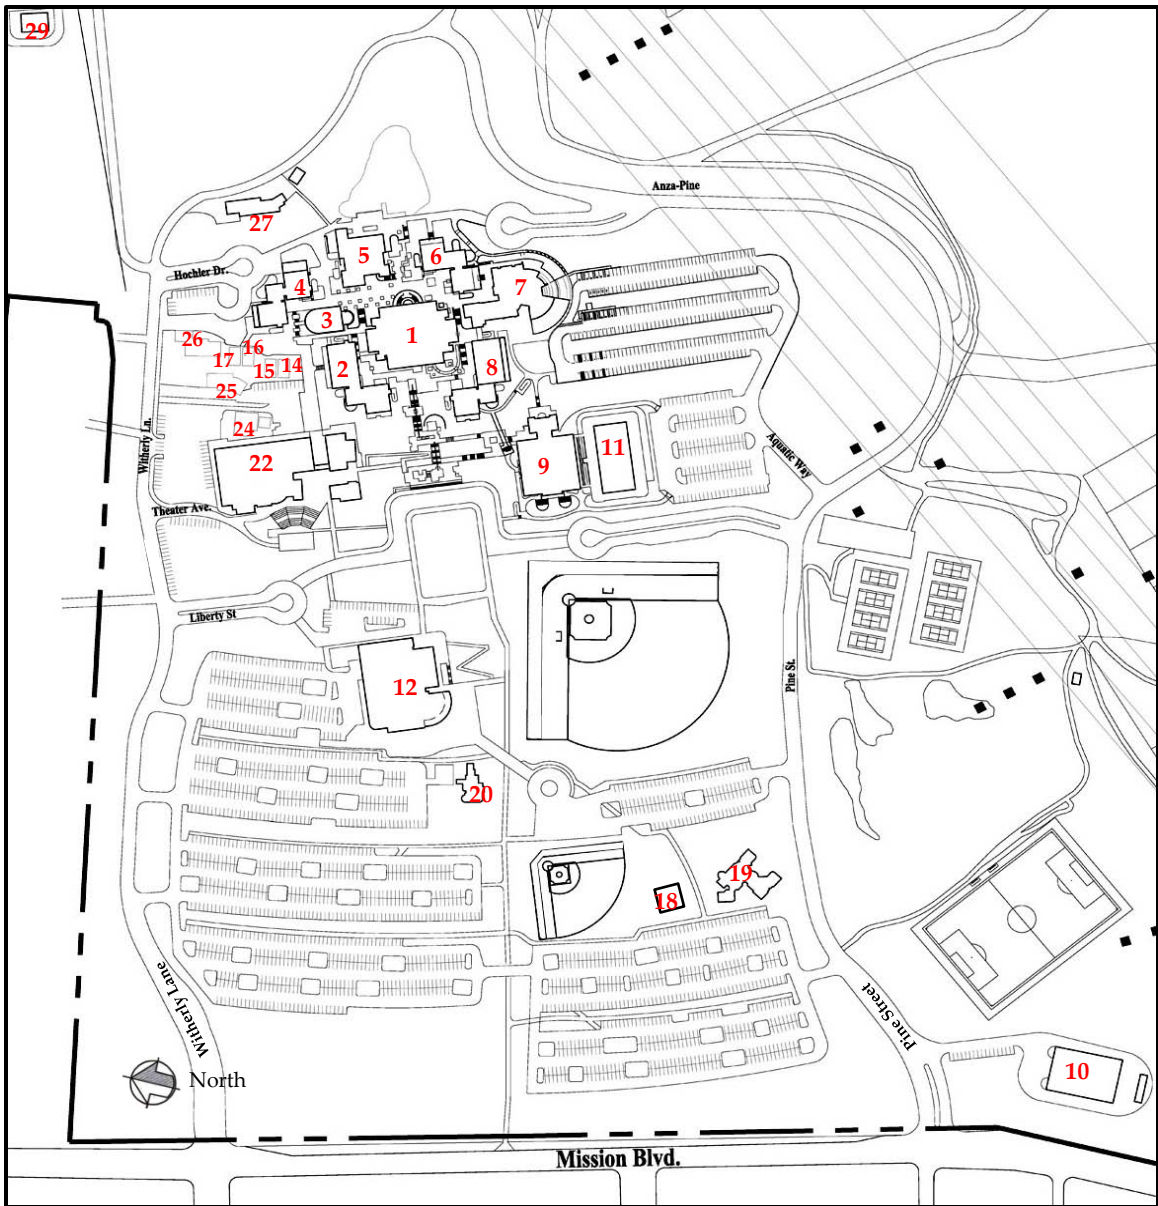 29
Anza-Pine
27
Hochler Dr.
5
6
4
7
3
1
26
16
17
15
14
2
8
25
24
Witherly Ln.
22
9
11
Aquatic Way
Theater Ave.
Liberty St
12
Pine St.
20
19
18
Witherly Lane
Pine Street
North
10
Mission Blvd.